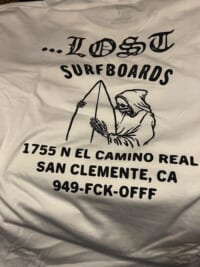 ...LOST
SURFBOARDS
1755 N EL CAMINO REAL
SAN CLEMENTE, CA
949-FCK-OFFF